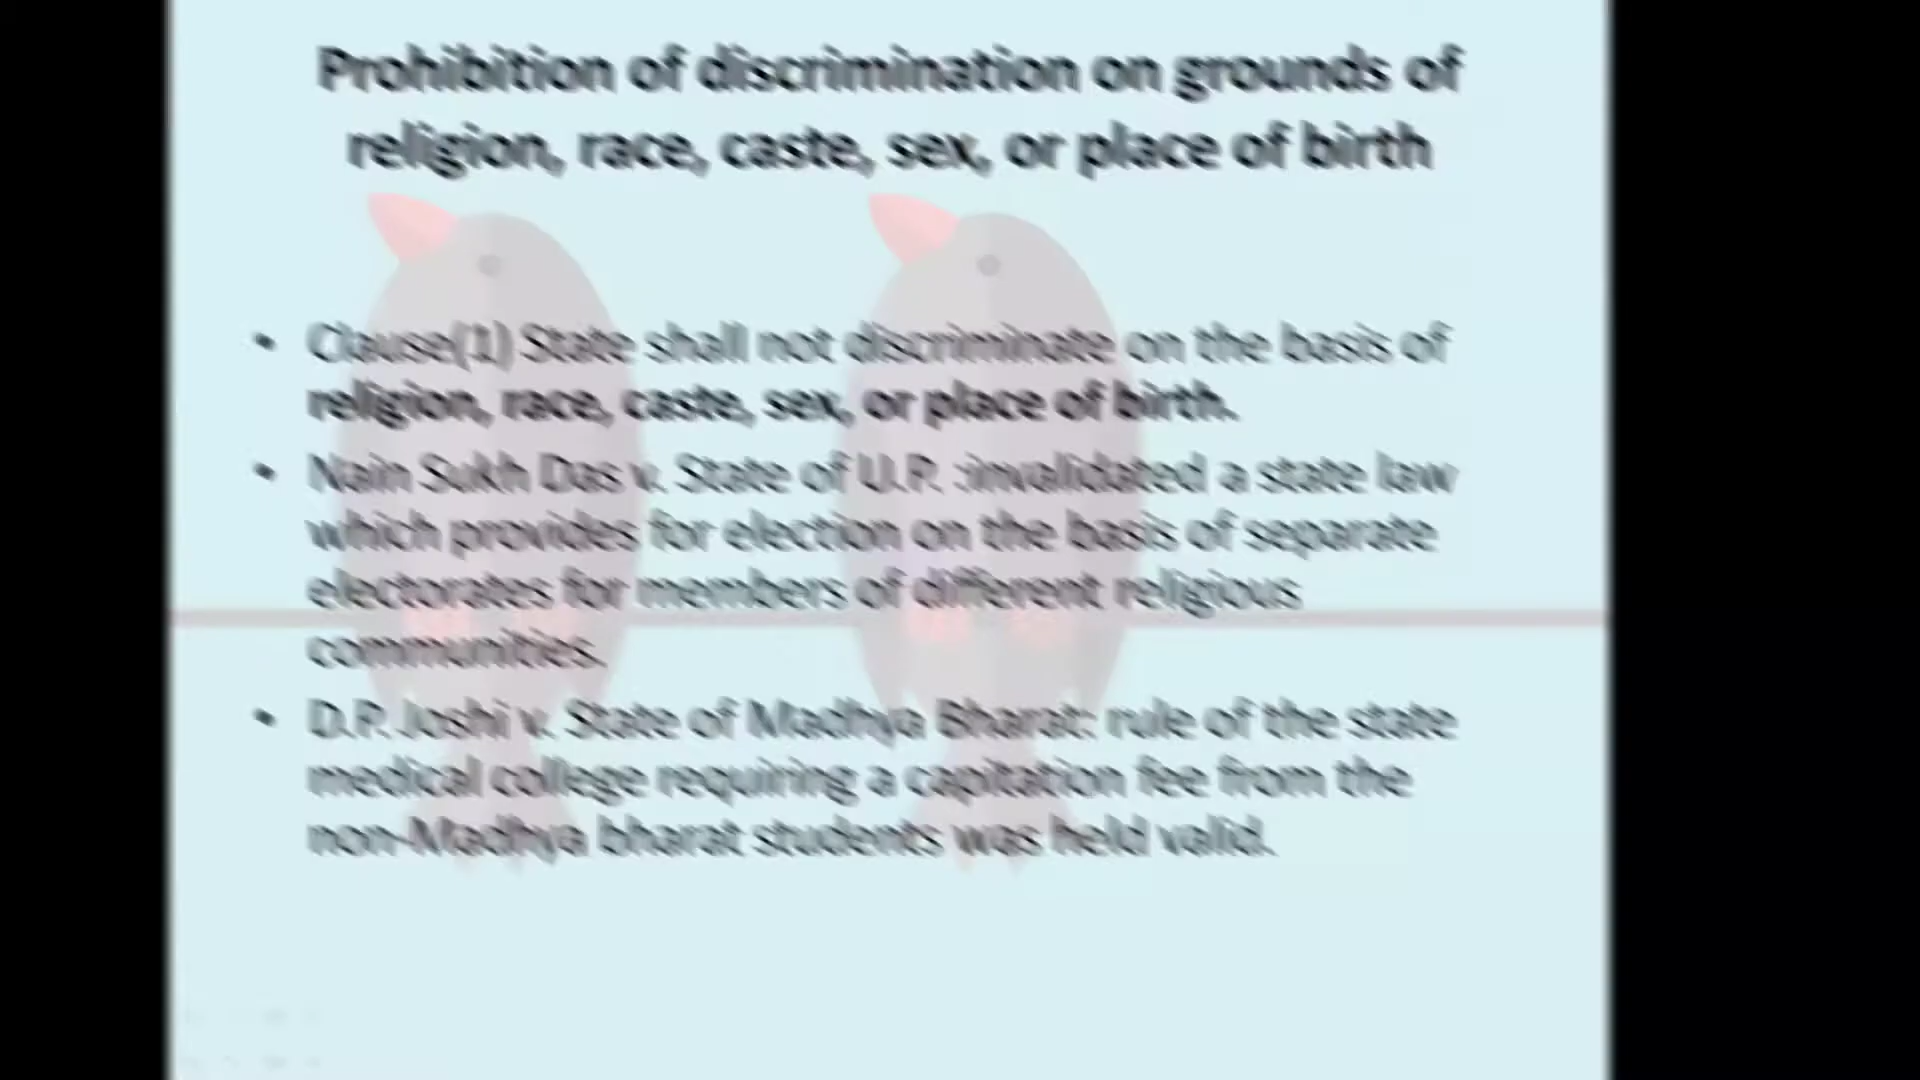 Prohibition of discrimination on grounds of
religion, race, caste, sex, or place of birth
• Clause(1) State shall not discriminate on the basis of
religion, race, caste, sex, or place of birth.
• Nain Sukh Das v. State of U.P. :invalidated a state law
which provides for election on the basis of separate
electorates for members of different religious
communities.
• D.P. Joshi v. State of Madhya Bharat: rule of the state
medical college requiring a capitation fee from the
non-Madhya bharat students was held valid.